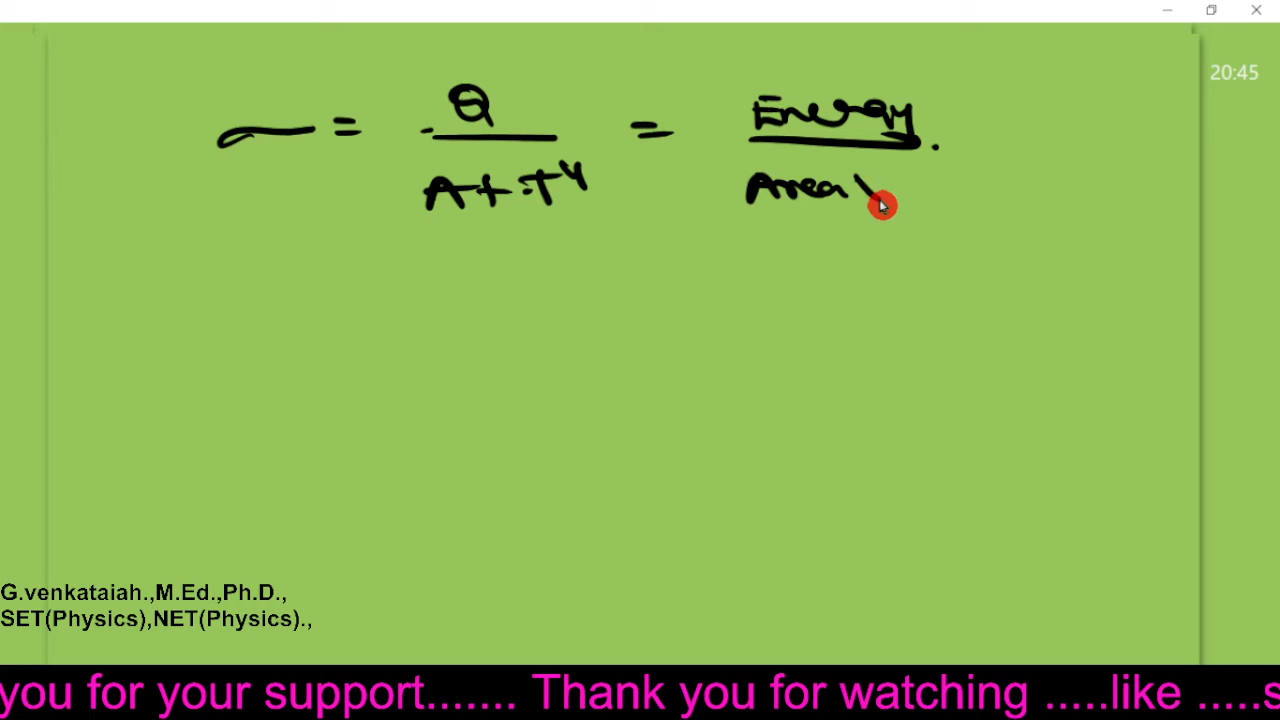 20:45
σ = Q / A t · T⁴ = Energy / Area \
G.venkataiah.,M.Ed.,Ph.D.,
SET(Physics),NET(Physics).,
you for your support....... Thank you for watching .....like .....s